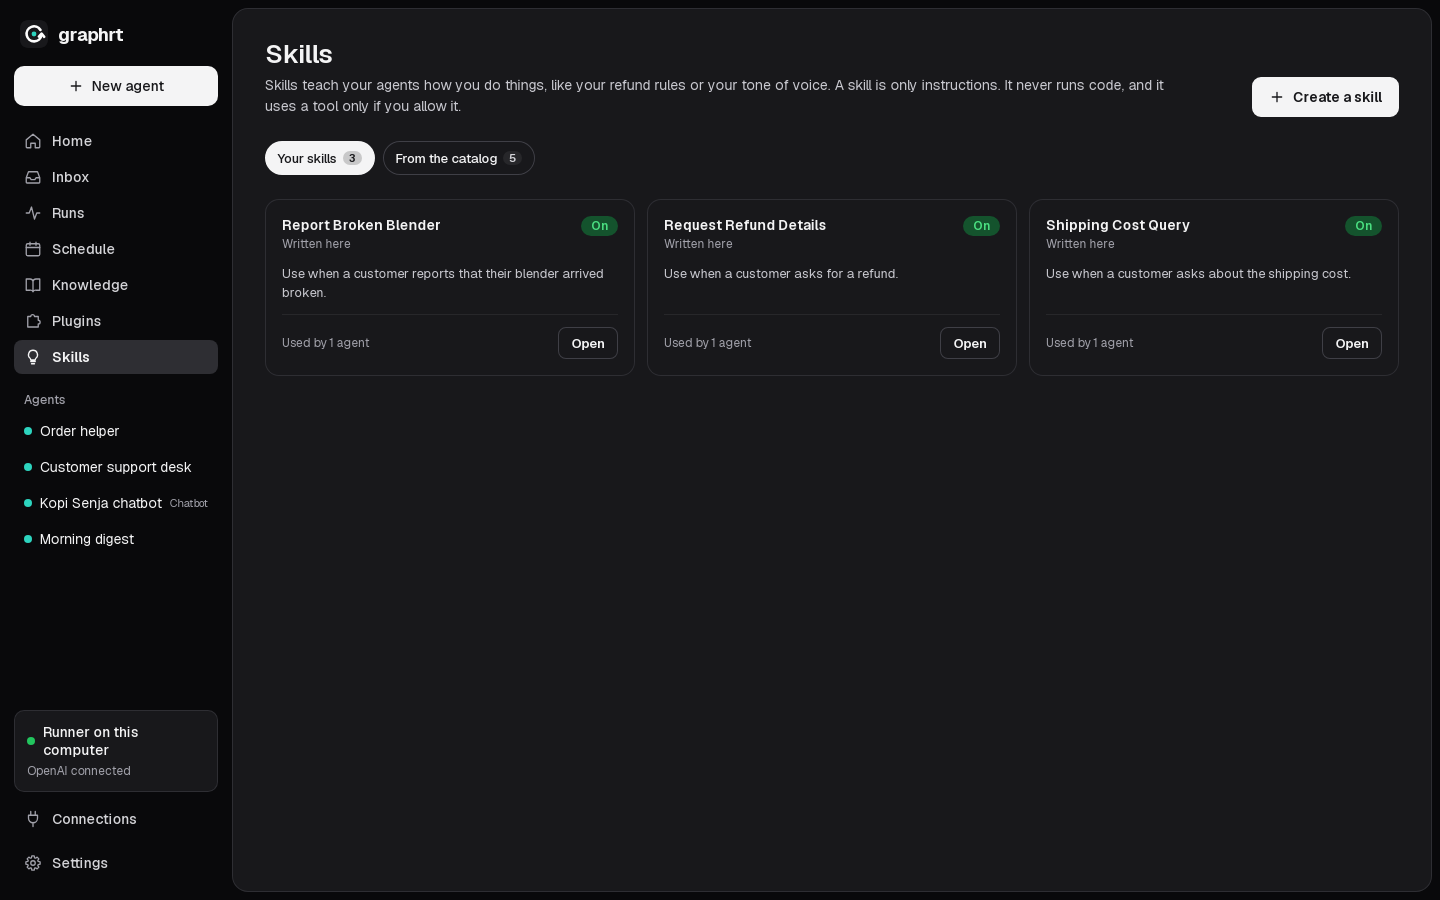 graphrt
New agent
Home
Inbox
Runs
Schedule
Knowledge
Plugins
Skills
Agents
Order helper
Customer support desk
Kopi Senja chatbot Chatbot
Morning digest
Runner on this
computer
OpenAI connected
Connections
Settings
Skills
Skills teach your agents how you do things, like your refund rules or your tone of voice. A skill is only instructions. It never runs code, and it
uses a tool only if you allow it.
Create a skill
Your skills 3
From the catalog 5
Report Broken Blender On
Written here
Use when a customer reports that their blender arrived
broken.
Used by 1 agent Open
Request Refund Details On
Written here
Use when a customer asks for a refund.
Used by 1 agent Open
Shipping Cost Query On
Written here
Use when a customer asks about the shipping cost.
Used by 1 agent Open